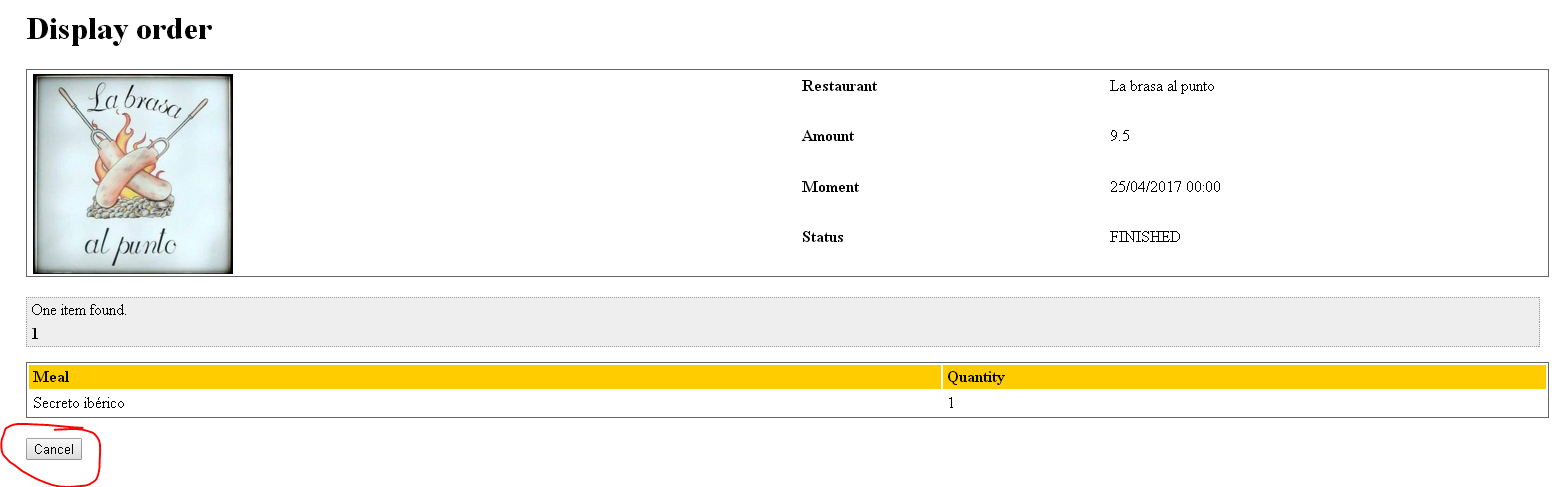 Display order
La brasa
al punto
Restaurant La brasa al punto
Amount 9.5
Moment 25/04/2017 00:00
Status FINISHED
One item found.
1
Meal Quantity
Secreto ibérico 1
Cancel